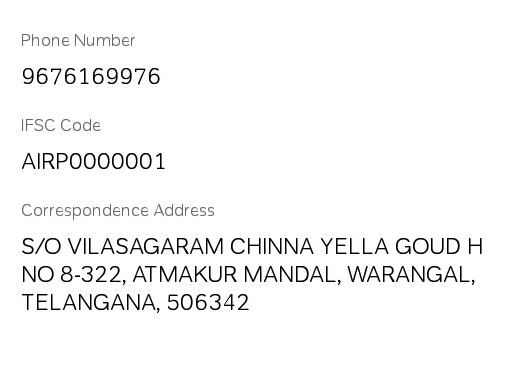 Phone Number
9676169976
IFSC Code
AIRP0000001
Correspondence Address
S/O VILASAGARAM CHINNA YELLA GOUD H
NO 8-322, ATMAKUR MANDAL, WARANGAL,
TELANGANA, 506342